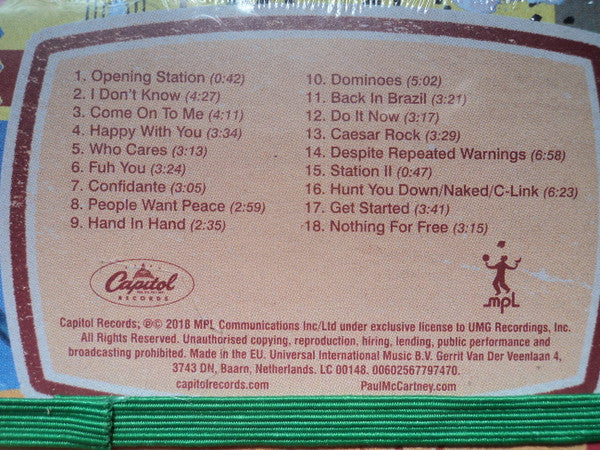 1. Opening Station (0:42)
2. I Don't Know (4:27)
3. Come On To Me (4:11)
4. Happy With You (3:34)
5. Who Cares (3:13)
6. Fuh You (3:24)
7. Confidante (3:05)
8. People Want Peace (2:59)
9. Hand In Hand (2:35)
10. Dominoes (5:02)
11. Back In Brazil (3:21)
12. Do It Now (3:17)
13. Caesar Rock (3:29)
14. Despite Repeated Warnings (6:58)
15. Station II (0:47)
16. Hunt You Down/Naked/C-Link (6:23)
17. Get Started (3:41)
18. Nothing For Free (3:15)
Capitol
RECORDS
mpL
Capitol Records; ℗© 2018 MPL Communications Inc/Ltd under exclusive license to UMG Recordings, Inc.
All Rights Reserved. Unauthorised copying, reproduction, hiring, lending, public performance and
broadcasting prohibited. Made in the EU. Universal International Music B.V. Gerrit Van Der Veenlaan 4,
3743 DN, Baarn, Netherlands. LC 00148. 00602567797470.
capitolrecords.com
PaulMcCartney.com